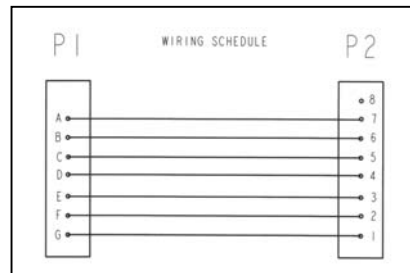 P1 WIRING SCHEDULE P2
8
A 7
B 6
C 5
D 4
E 3
F 2
G 1